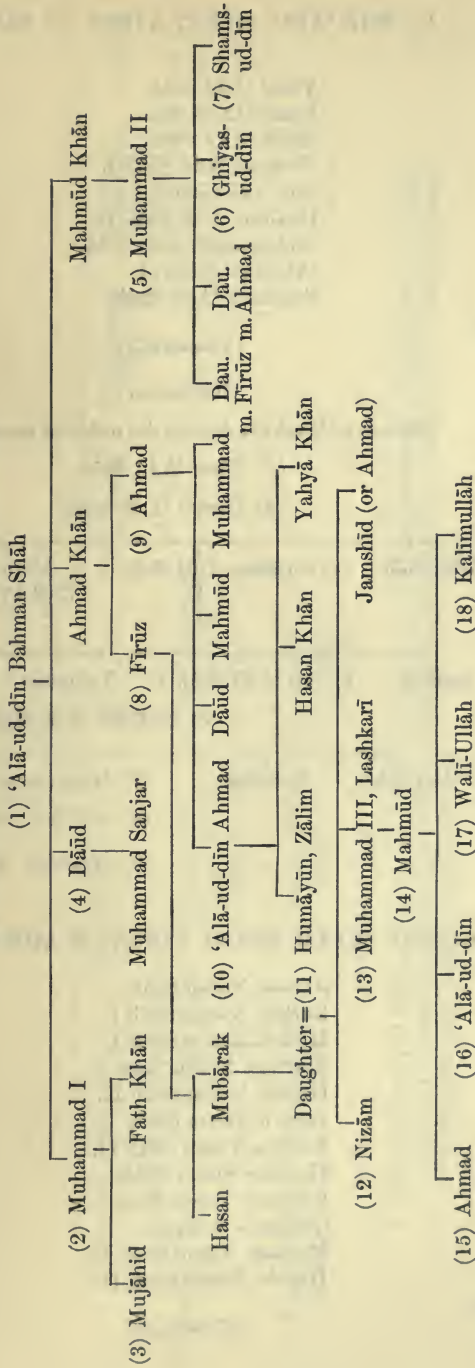 (1) ‘Alā-ud-dīn Bahman Shāh
(2) Muhammad I
(4) Dāūd
Ahmad Khān
Mahmūd Khān
(3) Mujāhid
Fath Khān
Muhammad Sanjar
(8) Fīrūz
(9) Ahmad
(5) Muhammad II
Dau.
m. Fīrūz
Dau.
m. Ahmad
(6) Ghiyas-
ud-dīn
(7) Shams-
ud-dīn
Hasan
Mubārak
(10) ‘Alā-ud-dīn Ahmad
Dāūd
Mahmūd
Muhammad
Daughter=(11) Humāyūn, Zālim
Hasan Khān
Yahyā Khān
(12) Nizām
(13) Muhammad III, Lashkarī
Jamshīd (or Ahmad)
(14) Mahmūd
(15) Ahmad
(16) ‘Alā-ud-dīn
(17) Walī-Ullāh
(18) Kalīmullāh